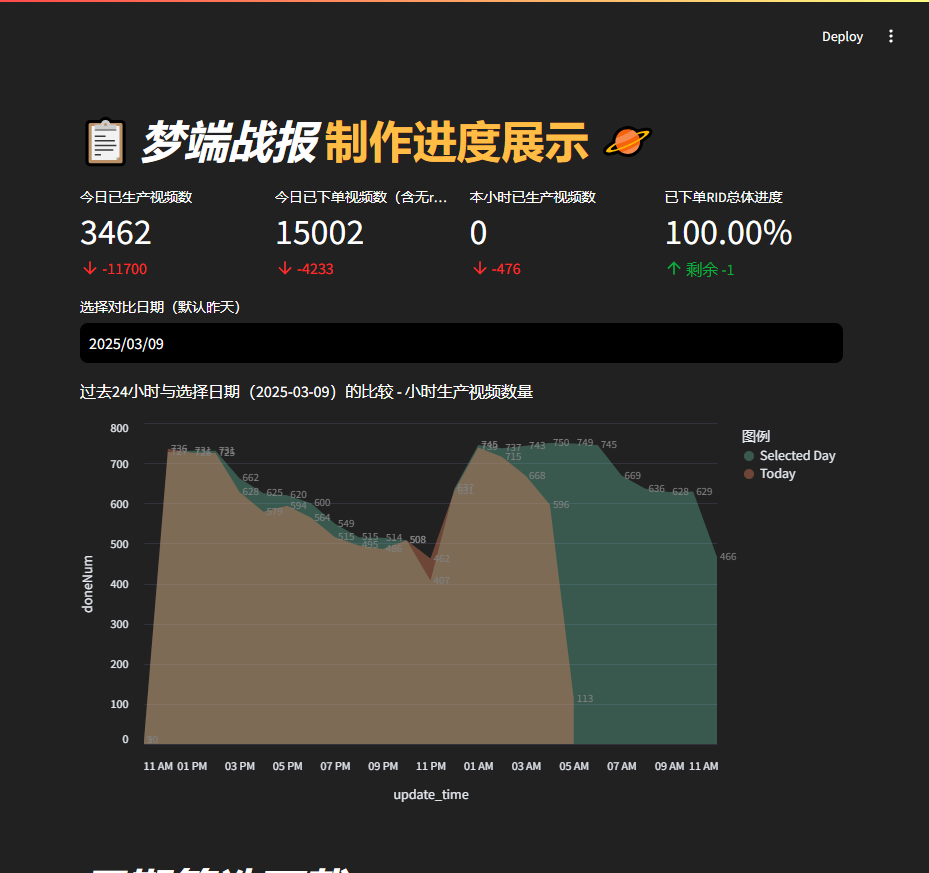 Deploy
梦端战报制作进度展示
今日已生产视频数
3462
-11700
今日已下单视频数（含无r...
15002
-4233
本小时已生产视频数
0
-476
已下单RID总体进度
100.00%
剩余 -1
选择对比日期（默认昨天）
2025/03/09
过去24小时与选择日期（2025-03-09）的比较 - 小时生产视频数量
图例
Selected Day
Today
doneNum
800
700
600
500
400
300
200
100
0
745 737 743 750 749 745
715
662
628 625 620 600
594
564
549
515 515 514 508
668
596
669 636 628 629
466
462
407
113
11 AM 01 PM 03 PM 05 PM 07 PM 09 PM 11 PM 01 AM 03 AM 05 AM 07 AM 09 AM 11 AM
update_time